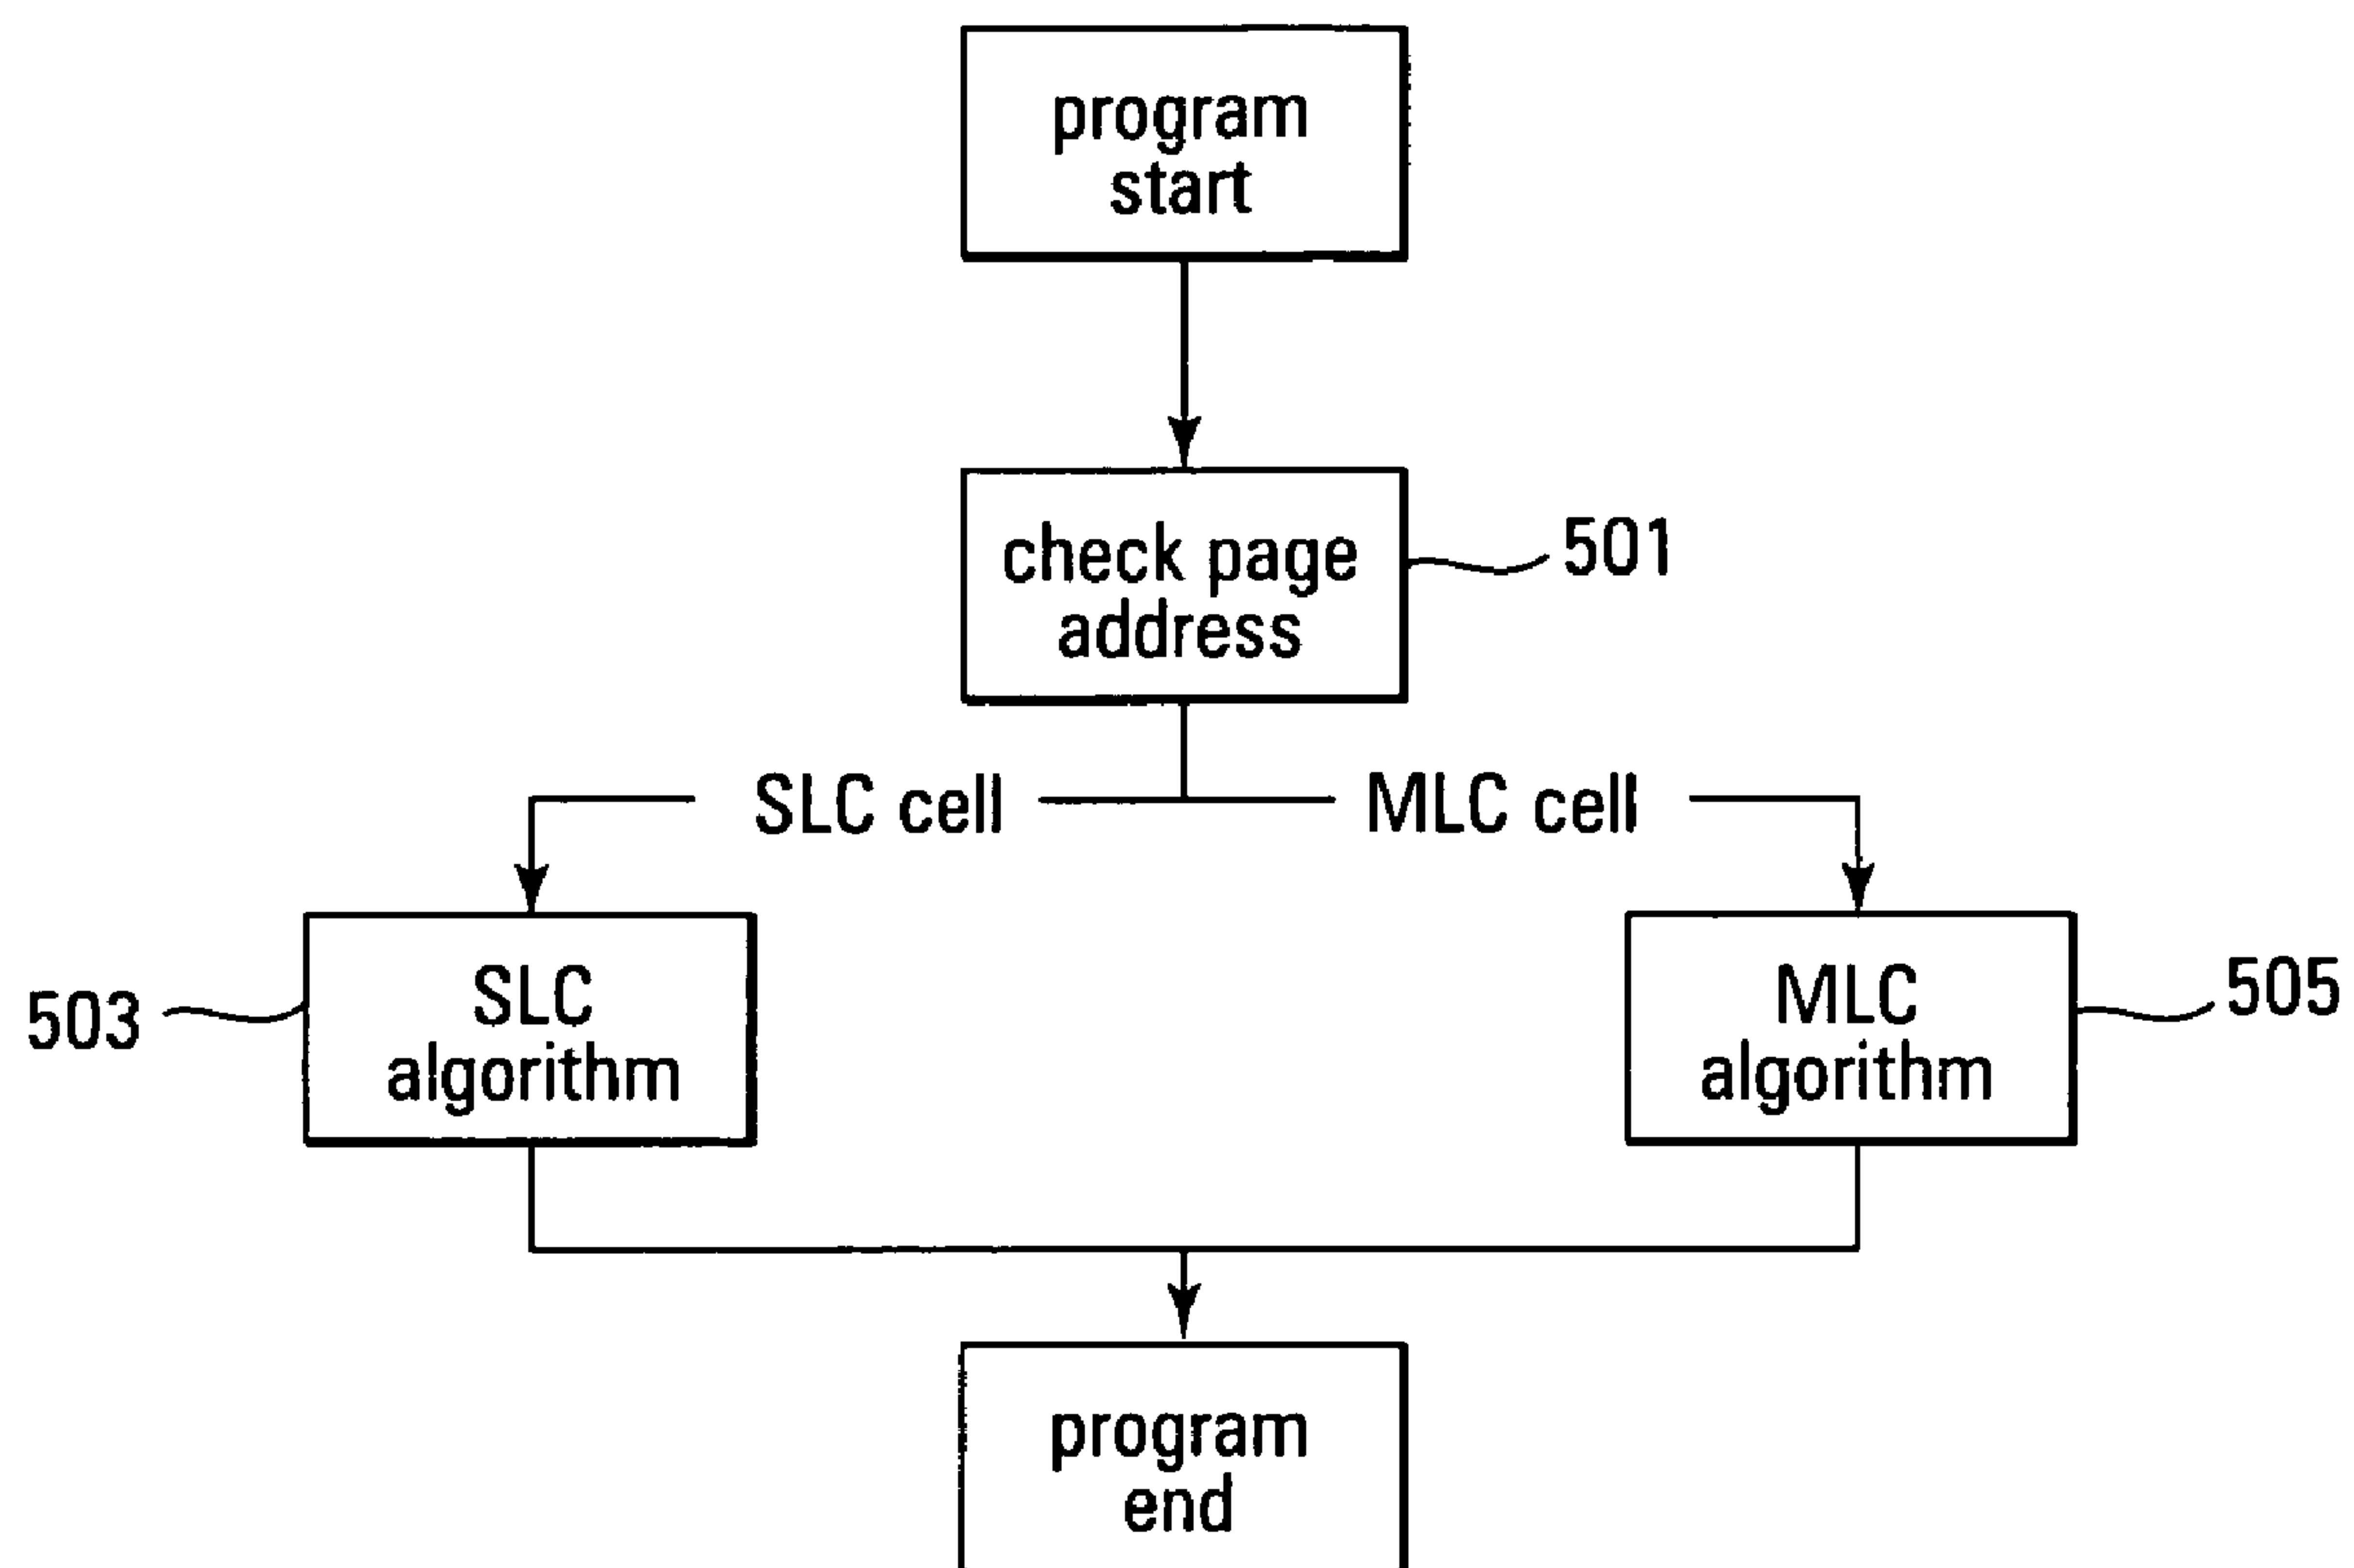 program
start
check page
address
501
SLC cell
MLC cell
SLC
algorithm
503
MLC
algorithm
505
program
end